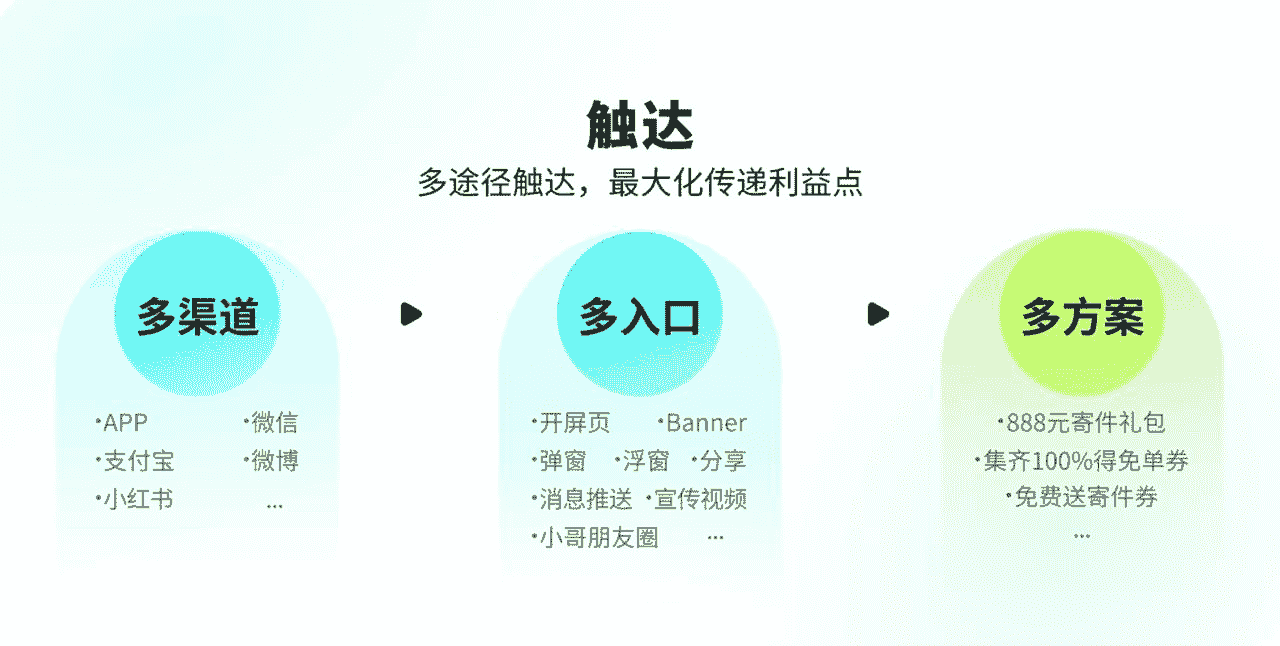 触达
多途径触达，最大化传递利益点
多渠道
·APP ·微信
·支付宝 ·微博
·小红书 ...
多入口
·开屏页 ·Banner
·弹窗 ·浮窗 ·分享
·消息推送 ·宣传视频
·小哥朋友圈 ...
多方案
·888元寄件礼包
·集齐100%得免单券
·免费送寄件券
...